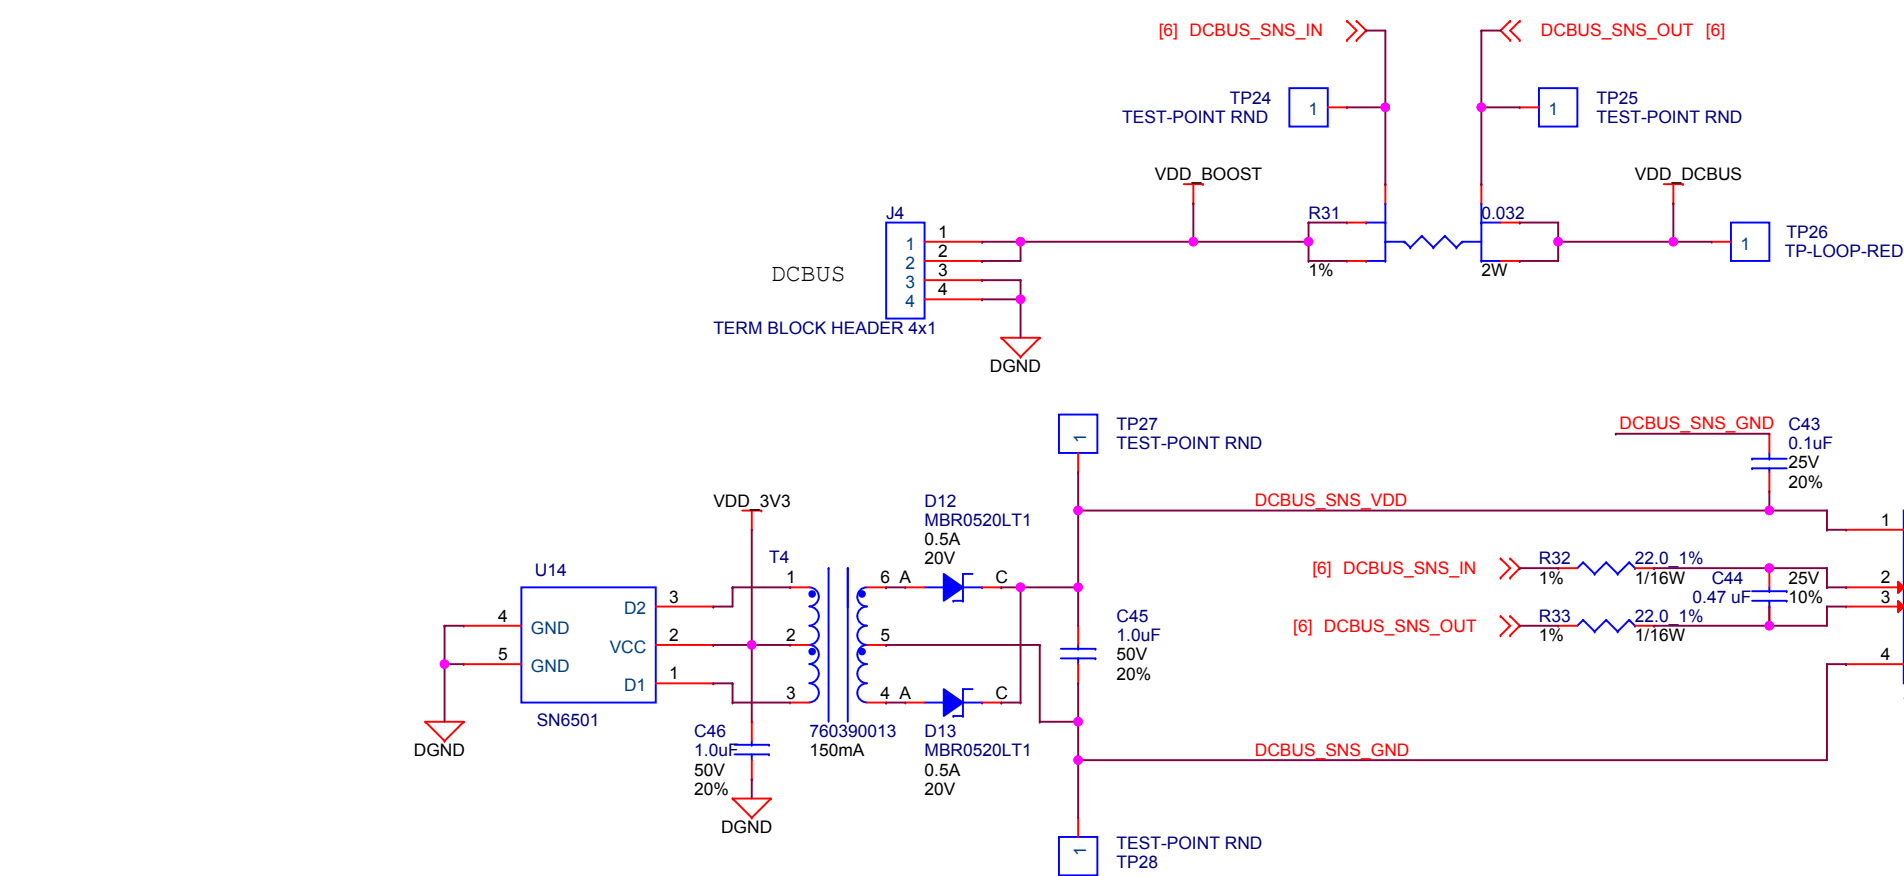 [6] DCBUS_SNS_IN
DCBUS_SNS_OUT [6]
TP24
TEST-POINT RND
1
1
TP25
TEST-POINT RND
VDD_BOOST
VDD_DCBUS
J4
1
2
3
4
1
2
3
4
DCBUS
TERM BLOCK HEADER 4x1
DGND
R31
1%
0.032
2W
1
TP26
TP-LOOP-RED
1
TP27
TEST-POINT RND
DCBUS_SNS_GND
C43
0.1uF
25V
20%
VDD_3V3
D12
MBR0520LT1
0.5A
20V
DCBUS_SNS_VDD
1
U14
T4
1
6 A
C
3
D2
4
GND
2
VCC
2
5
5
GND
1
D1
3
4 A
C
SN6501
DGND
C45
1.0uF
50V
20%
[6] DCBUS_SNS_IN
R32
1%
22.0_1%
1/16W
C44
0.47 uF
25V
10%
2
3
[6] DCBUS_SNS_OUT
R33
1%
22.0_1%
1/16W
4
C46
1.0uF
50V
20%
DGND
760390013
150mA
D13
MBR0520LT1
0.5A
20V
DCBUS_SNS_GND
1
TEST-POINT RND
TP28